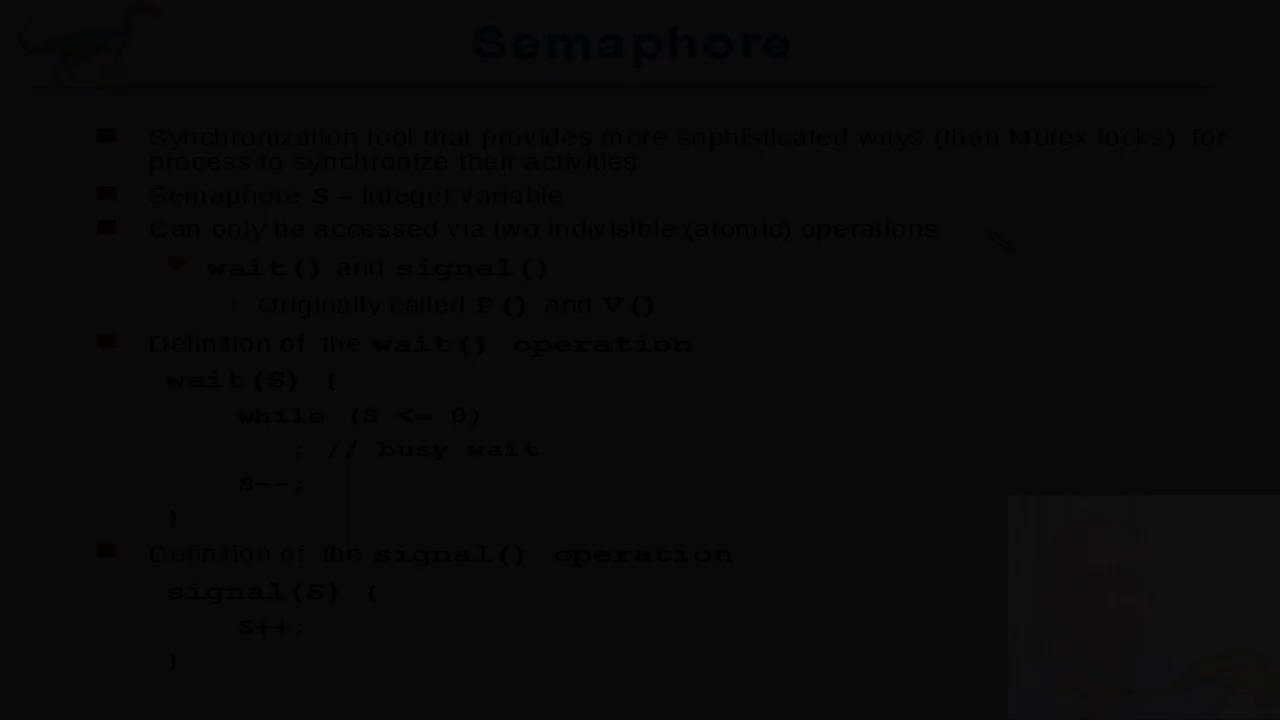 Semaphore
Synchronization tool that provides more sophisticated ways (than Mutex locks) for
process to synchronize their activities
Semaphore S – integer variable
Can only be accessed via two indivisible (atomic) operations
wait() and signal()
Originally called P() and V()
Definition of the wait() operation
wait(S) {
while (S <= 0)
; // busy wait
S--;
}
Definition of the signal() operation
signal(S) {
S++;
}